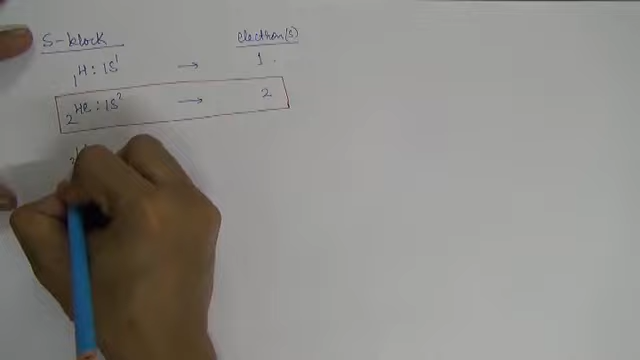 S-block electron(s)
₁H : 1S¹ → 1.
₂He : 1S² → 2